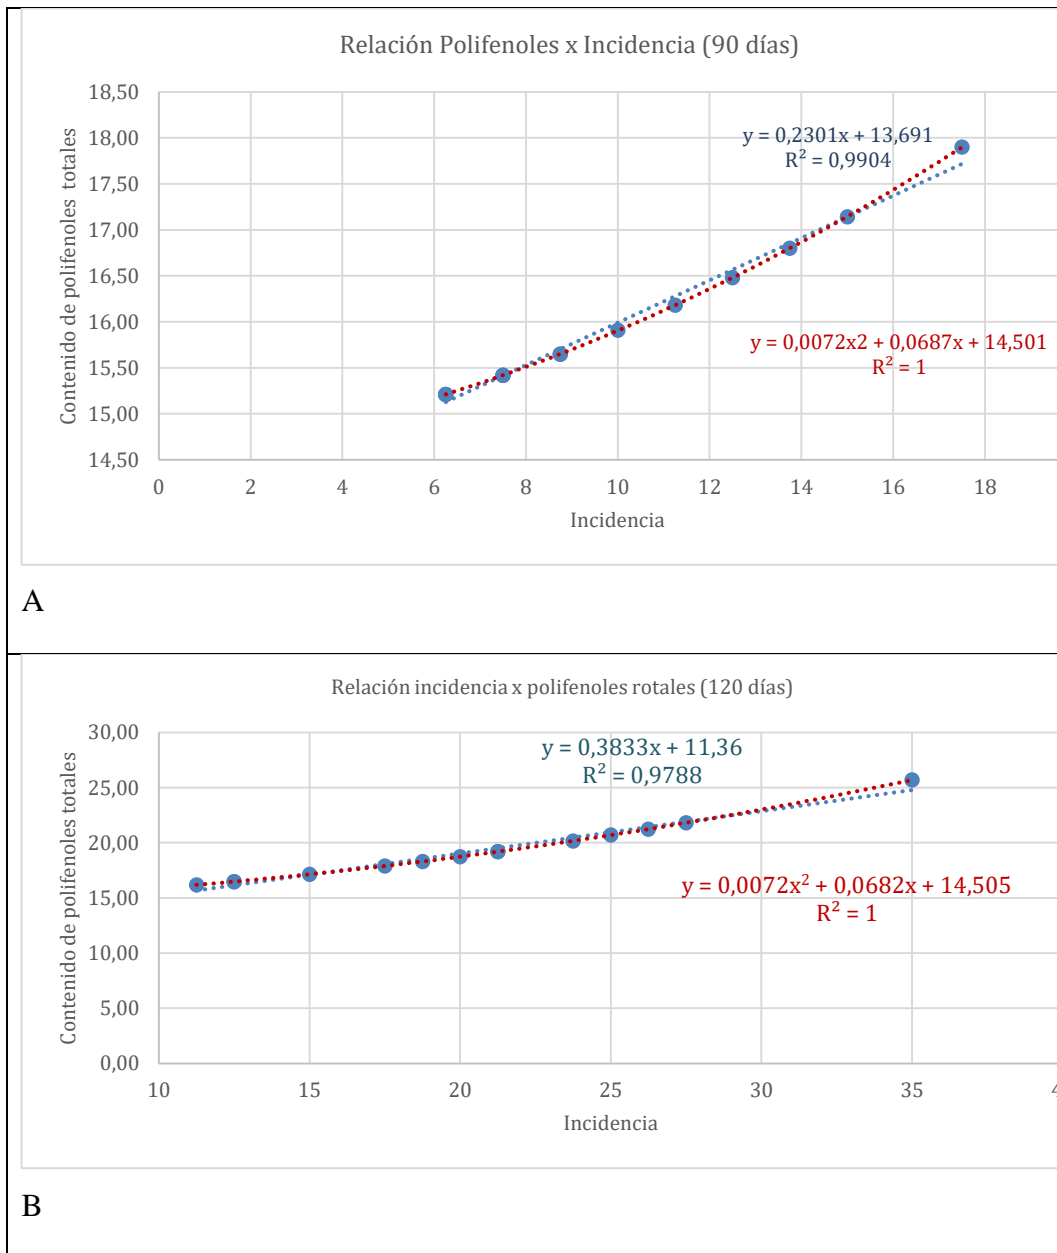 Relación Polifenoles x Incidencia (90 días)
Contenido de polifenoles totales
18,50
18,00
17,50
17,00
16,50
16,00
15,50
15,00
14,50
y = 0,2301x + 13,691
R² = 0,9904
y = 0,0072x2 + 0,0687x + 14,501
R² = 1
0 2 4 6 8 10 12 14 16 18
Incidencia
A
Relación incidencia x polifenoles rotales (120 días)
Contenido de polifenoles totales
30,00
25,00
20,00
15,00
10,00
5,00
0,00
y = 0,3833x + 11,36
R² = 0,9788
y = 0,0072x² + 0,0682x + 14,505
R² = 1
10 15 20 25 30 35 4
Incidencia
B